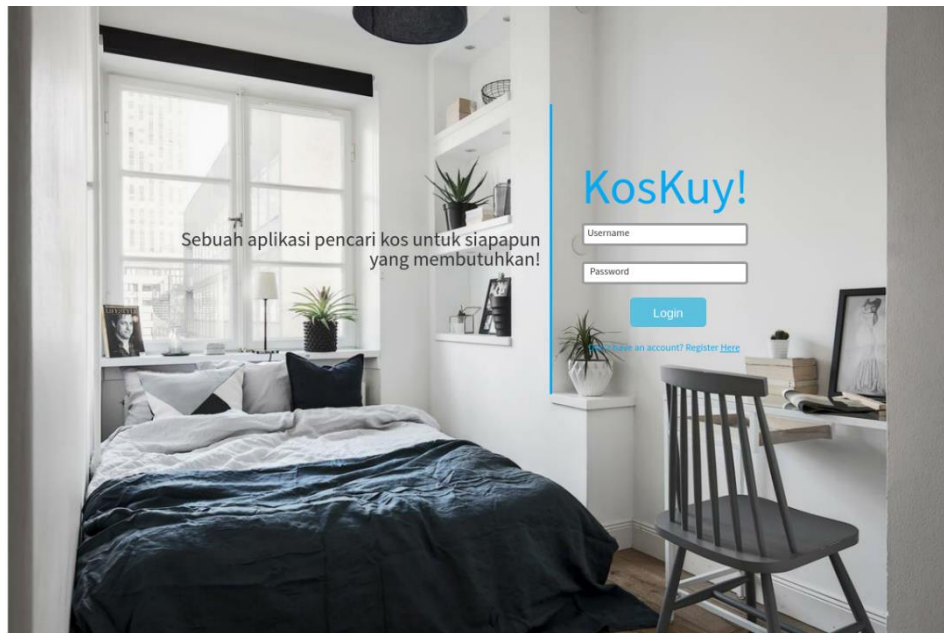 Sebuah aplikasi pencari kos untuk siapapun
yang membutuhkan!
KosKuy!
Username
Password
Login
have an account? Register Here